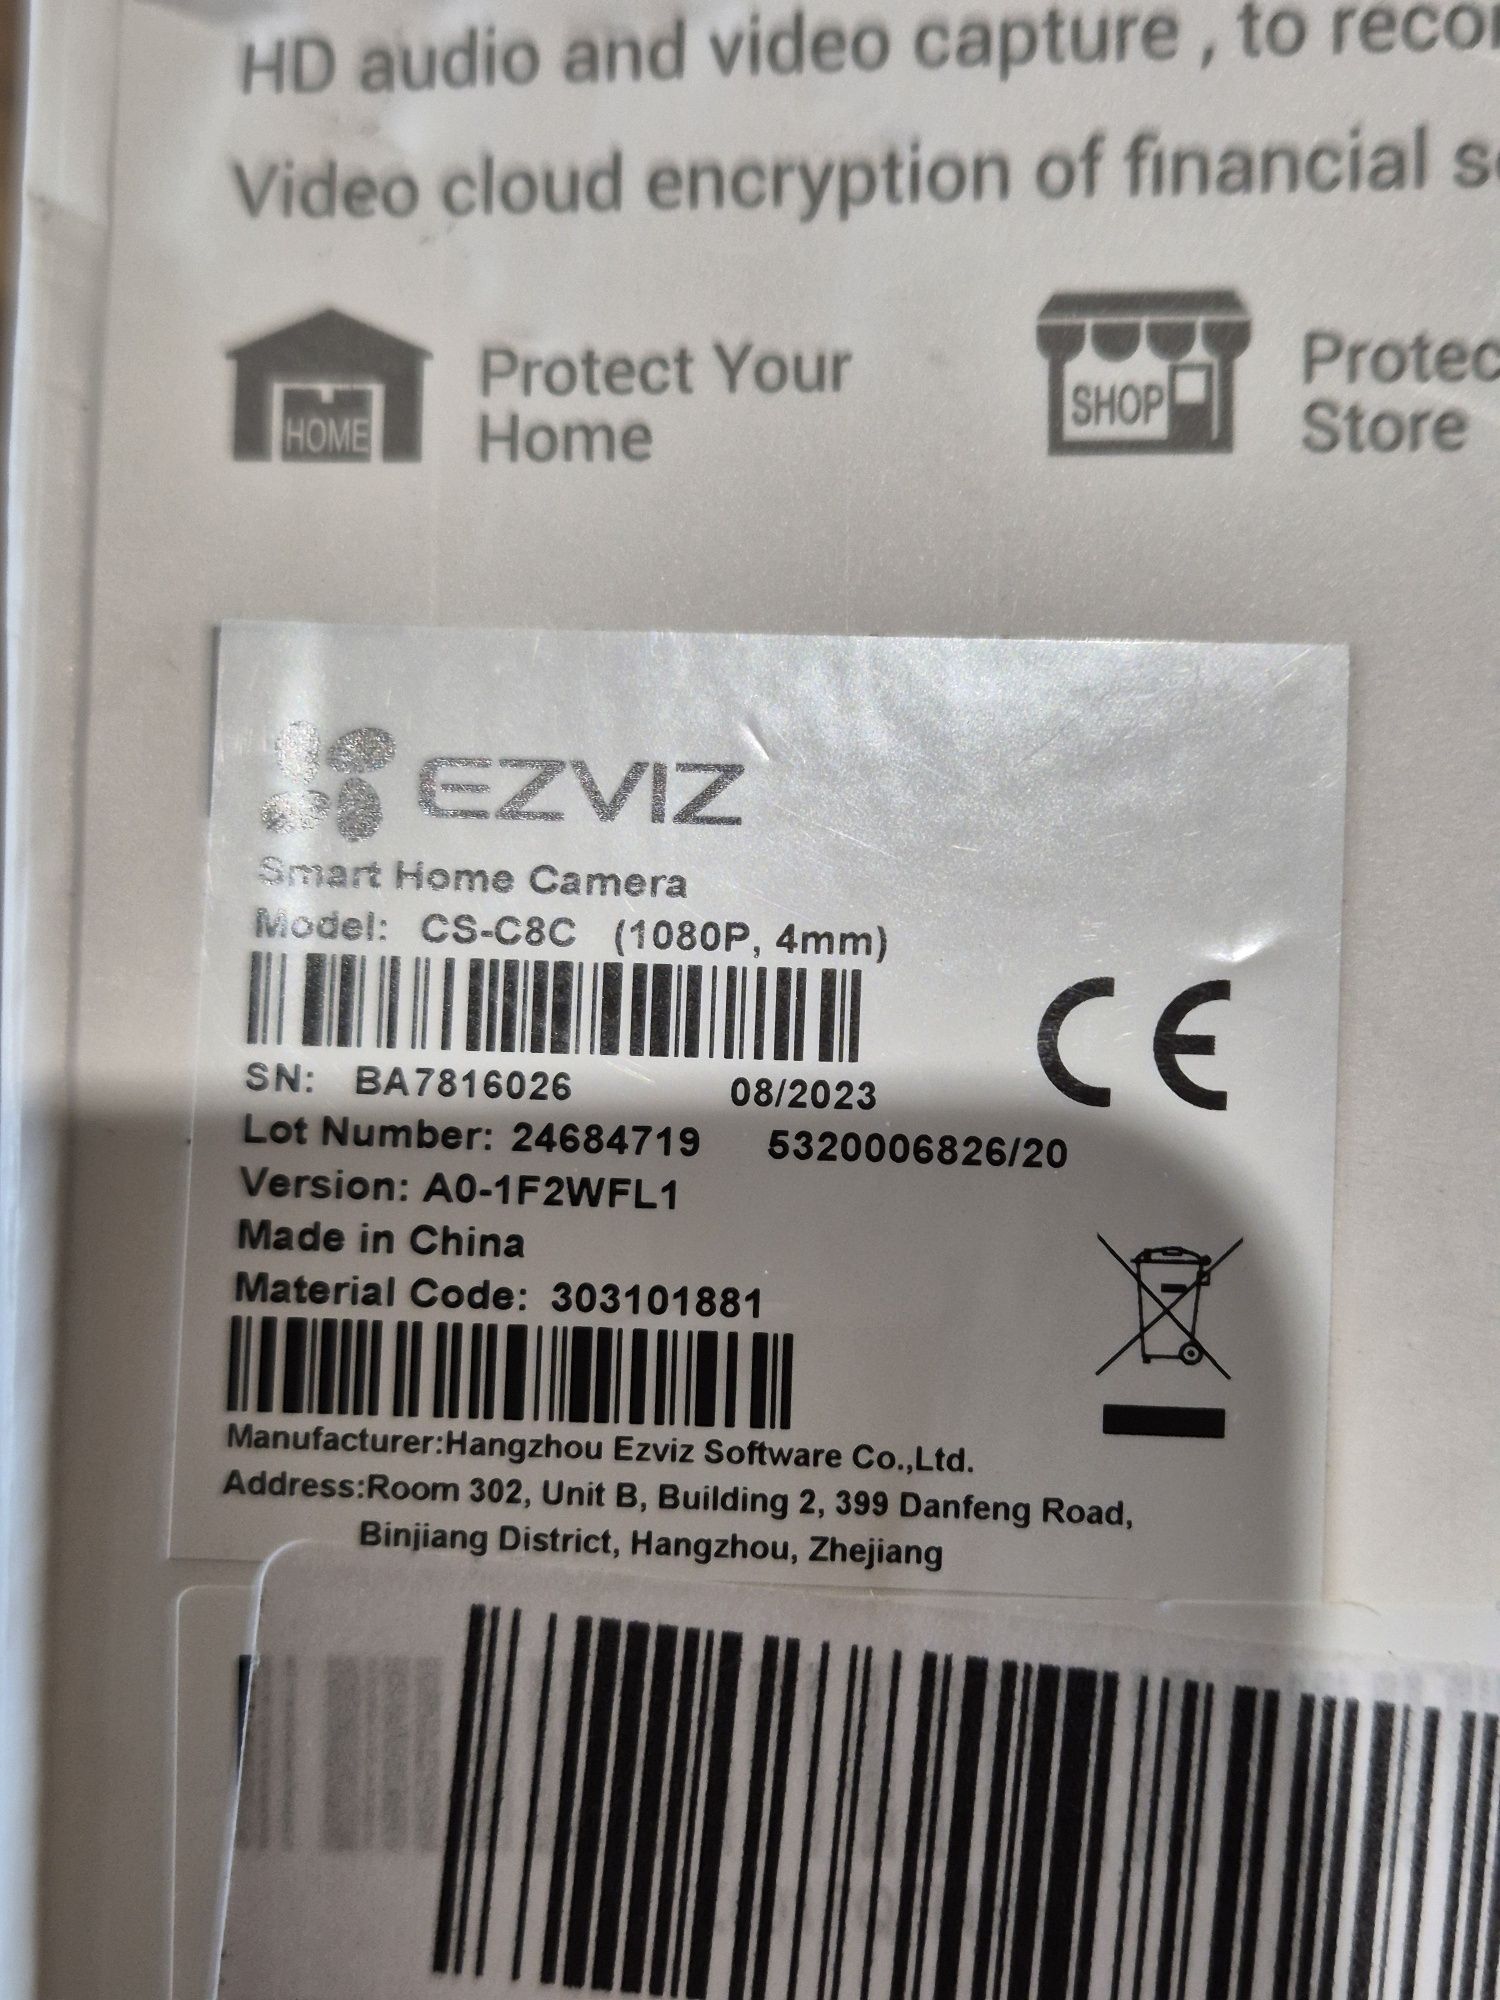 HD audio and video capture , to
Video cloud encryption of financial
HOME
Protect Your
Home
SHOP
Store
EZVIZ
Smart Home Camera
Model: CS-C8C (1080P, 4mm)
CE
SN: BA7816026 08/2023
Lot Number: 24684719 5320006826/20
Version: A0-1F2WFL1
Made in China
Material Code: 303101881
Manufacturer:Hangzhou Ezviz Software Co.,Ltd.
Address:Room 302, Unit B, Building 2, 399 Danfeng Road,
Binjiang District, Hangzhou, Zhejiang